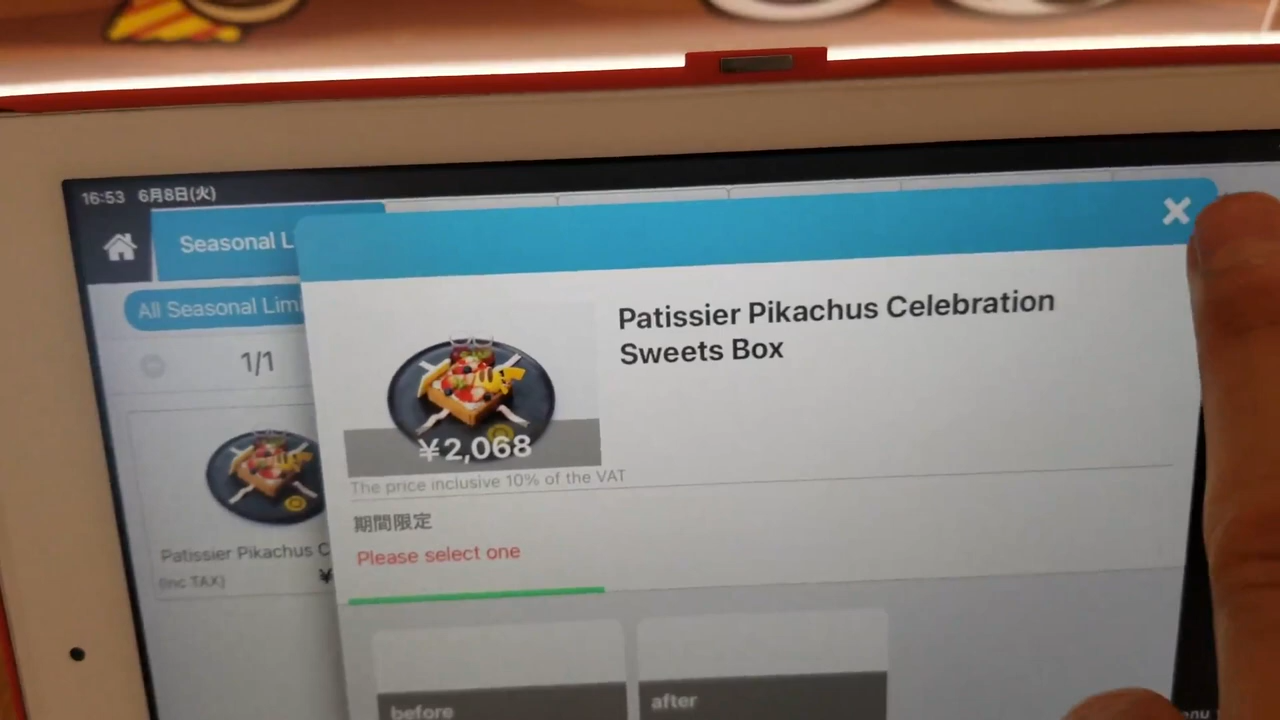 16:53 6月8日(火)
Seasonal L
All Seasonal Lim
1/1
Patissier Pikachus C
(inc TAX)
¥
Patissier Pikachus Celebration
Sweets Box
¥2,068
The price inclusive 10% of the VAT
期間限定
Please select one
before
after